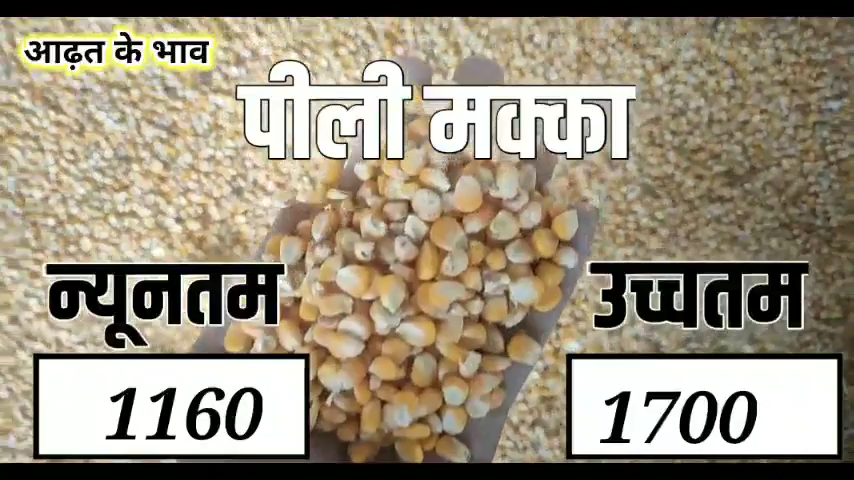 आढ़त के भाव
पीली मक्का
न्यूनतम
उच्चतम
1160
1700